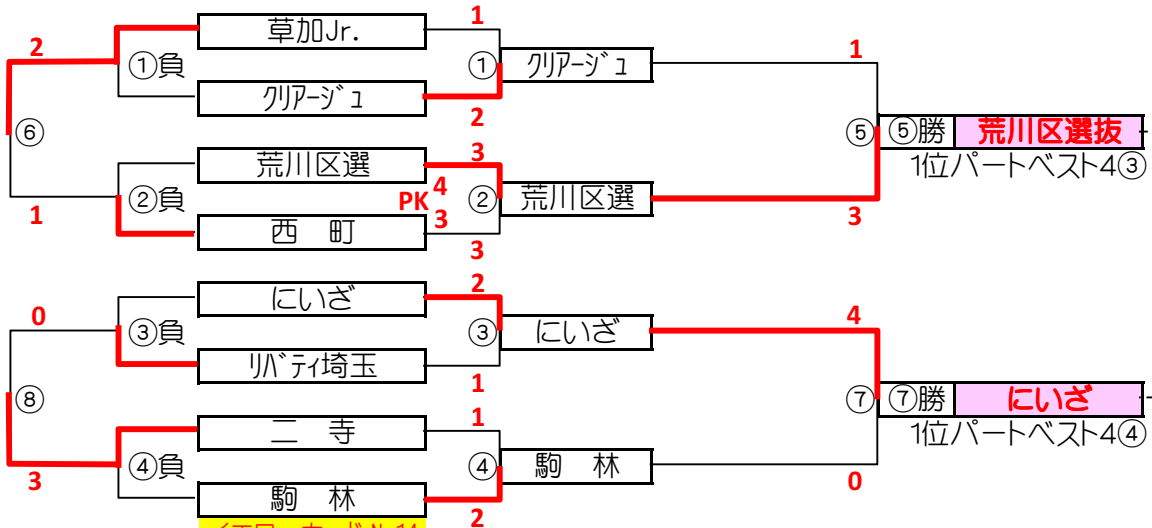 草加Jr.
1
2
①負
①
クリアージュ
1
クリアージュ
2
⑥
⑤
⑤勝
荒川区選抜
1位パートベスト4③
荒川区選
3
4
PK
3
②負
②
荒川区選
1
西 町
3
3
にいざ
2
0
③負
③
にいざ
4
リバティ埼玉
1
⑧
⑦
⑦勝
にいざ
1位パートベスト4④
二 寺
1
④負
④
駒 林
3
0
駒 林
2